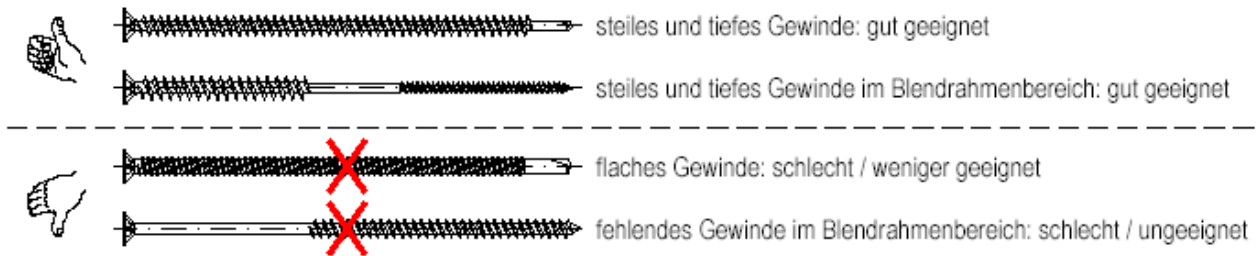 steiles und tiefes Gewinde: gut geeignet
steiles und tiefes Gewinde im Blendrahmenbereich: gut geeignet
flaches Gewinde: schlecht / weniger geeignet
fehlendes Gewinde im Blendrahmenbereich: schlecht / ungeeignet